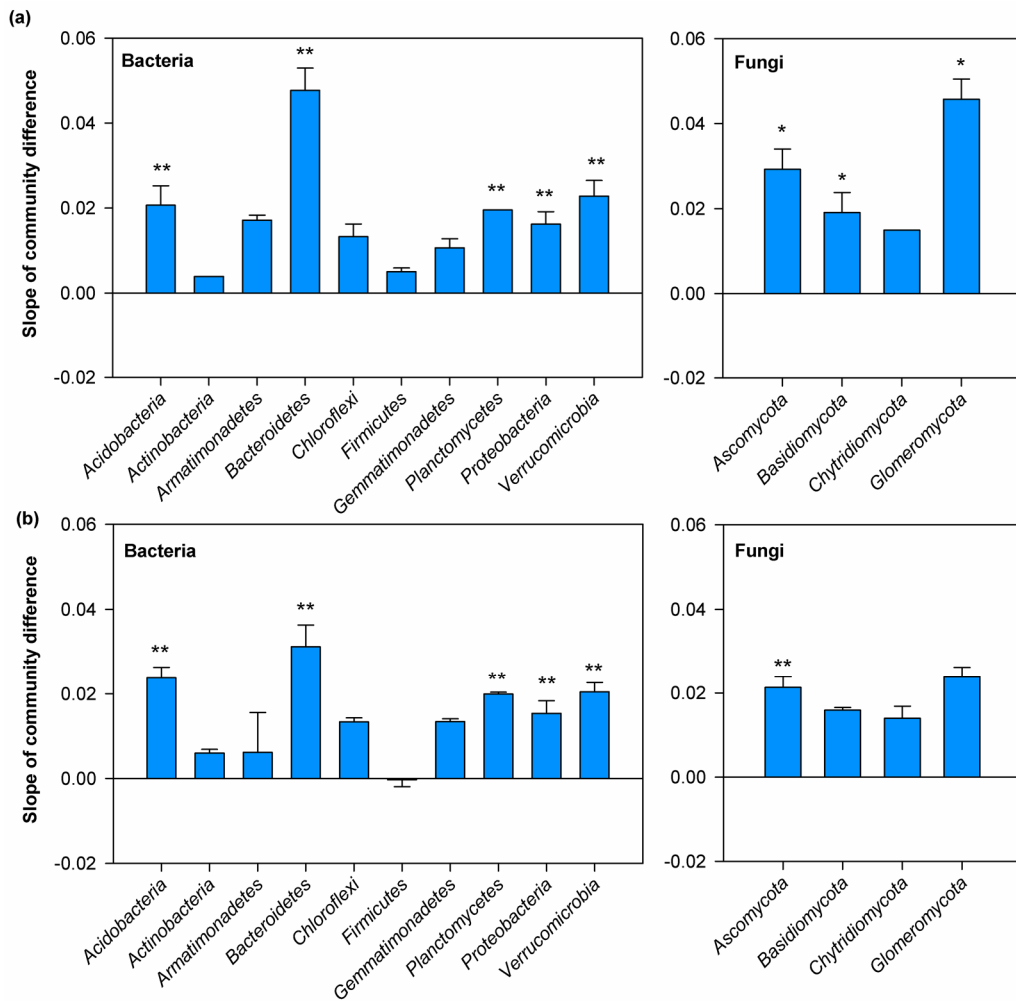 (a)
Bacteria
Slope of community difference
0.06
0.04
0.02
0.00
-0.02
**
**
**
**
**
Acidobacteria
Actinobacteria
Armatimonadetes
Bacteroidetes
Chloroflexi
Firmicutes
Gemmatimonadetes
Planctomycetes
Proteobacteria
Verrucomicrobia
Fungi
0.06
0.04
0.02
0.00
-0.02
*
*
*
Ascomycota
Basidiomycota
Chytridiomycota
Glomeromycota
(b)
Bacteria
Slope of community difference
0.06
0.04
0.02
0.00
-0.02
**
**
**
**
**
Acidobacteria
Actinobacteria
Armatimonadetes
Bacteroidetes
Chloroflexi
Firmicutes
Gemmatimonadetes
Planctomycetes
Proteobacteria
Verrucomicrobia
Fungi
0.06
0.04
0.02
0.00
-0.02
**
Ascomycota
Basidiomycota
Chytridiomycota
Glomeromycota